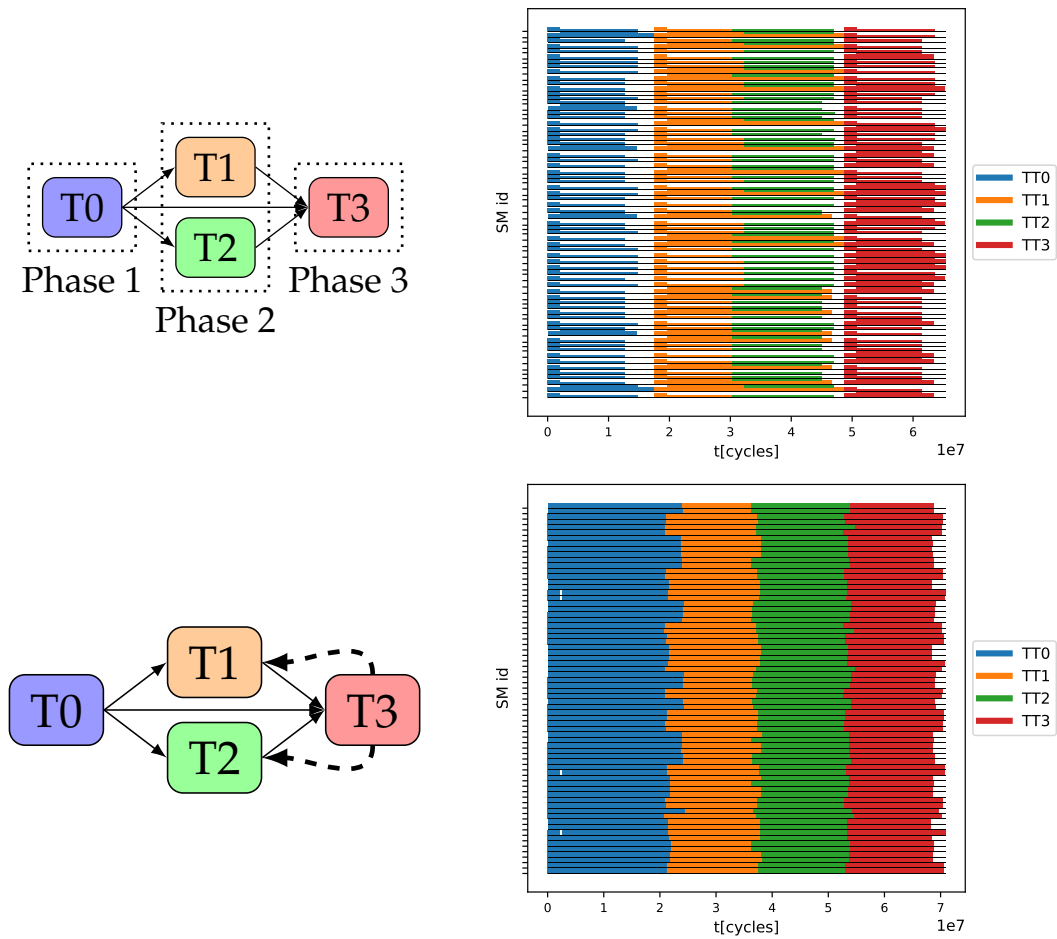 T0
T1
T2
T3
Phase 1
Phase 2
Phase 3
SM id
0 1 2 3 4 5 6
1e7
t[cycles]
TT0
TT1
TT2
TT3
T0
T1
T2
T3
SM id
0 1 2 3 4 5 6 7
1e7
t[cycles]
TT0
TT1
TT2
TT3